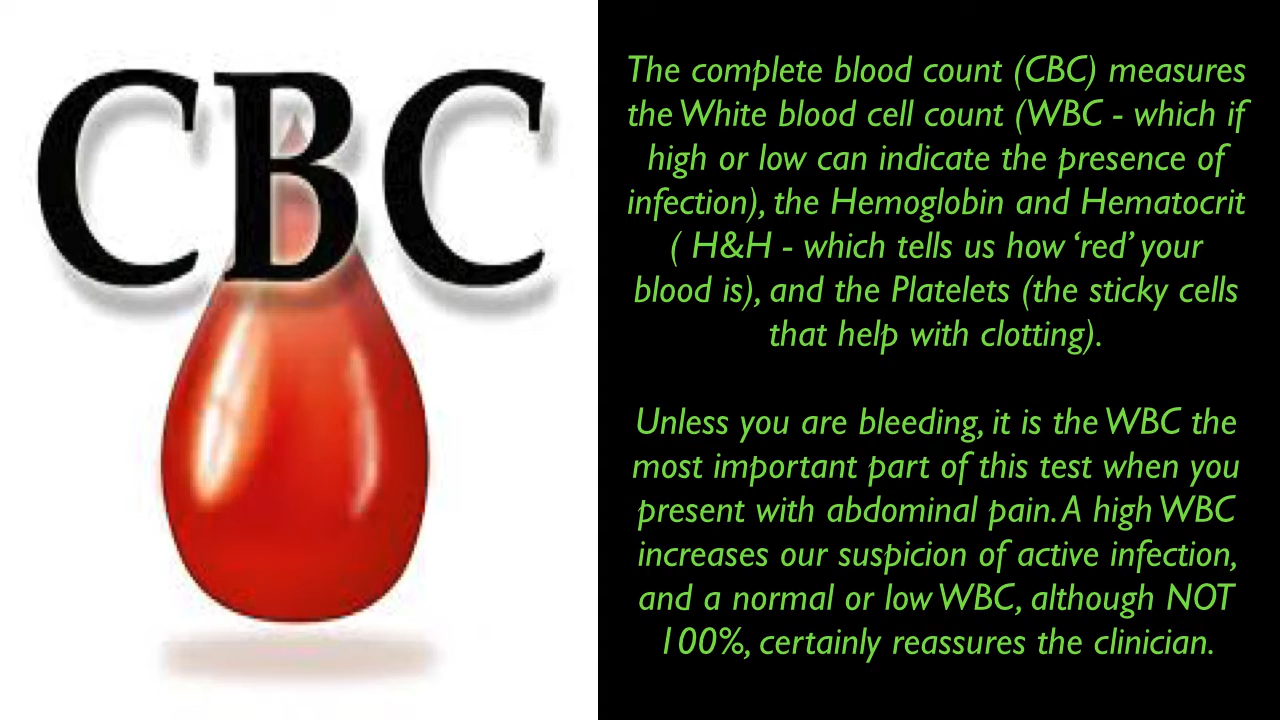 CBC
The complete blood count (CBC) measures
the White blood cell count (WBC - which if
high or low can indicate the presence of
infection), the Hemoglobin and Hematocrit
( H&H - which tells us how ‘red’ your
blood is), and the Platelets (the sticky cells
that help with clotting).
Unless you are bleeding, it is the WBC the
most important part of this test when you
present with abdominal pain. A high WBC
increases our suspicion of active infection,
and a normal or low WBC, although NOT
100%, certainly reassures the clinician.